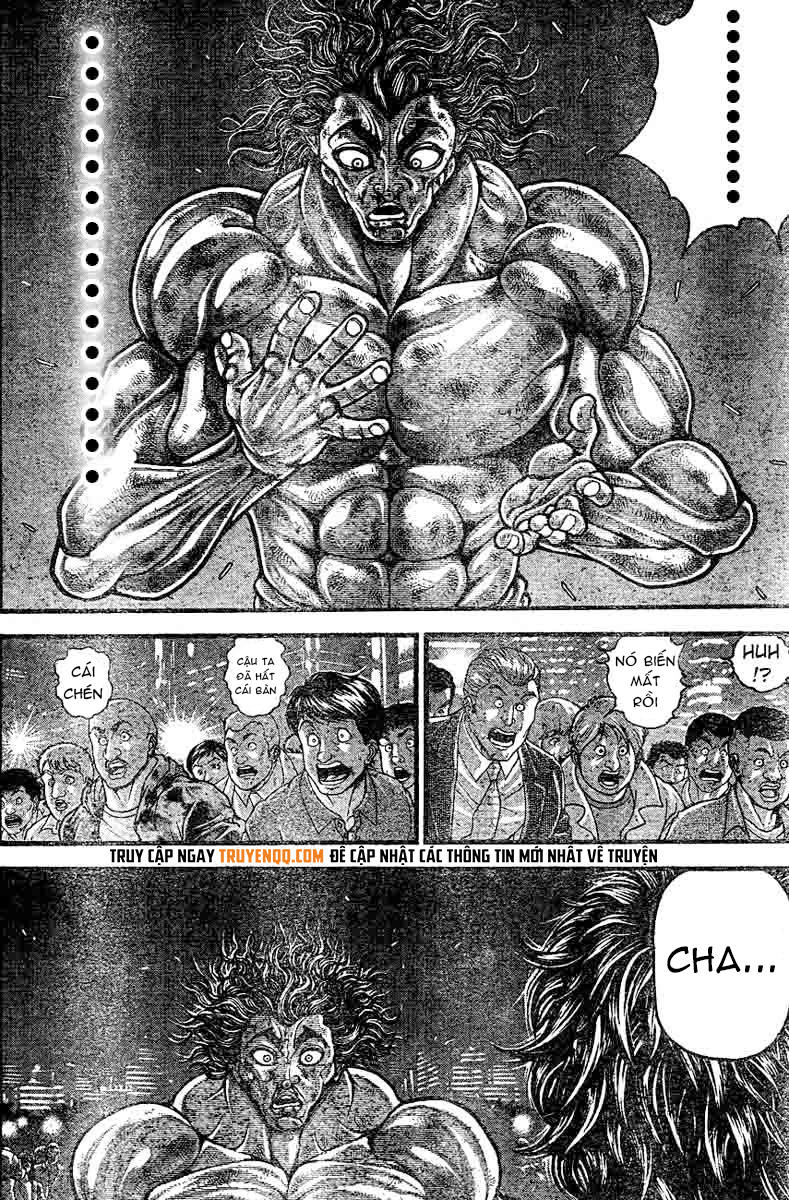 HUH
!?
NÓ BIẾN
MẤT
RỒI
CẬU TA
ĐÃ HẤT
CÁI BÀN
CÁI
CHÉN
TRUY CẬP NGAY TRUYENQQ.COM ĐỂ CẬP NHẬT CÁC THÔNG TIN MỚI NHẤT VỀ TRUYỆN
CHA...